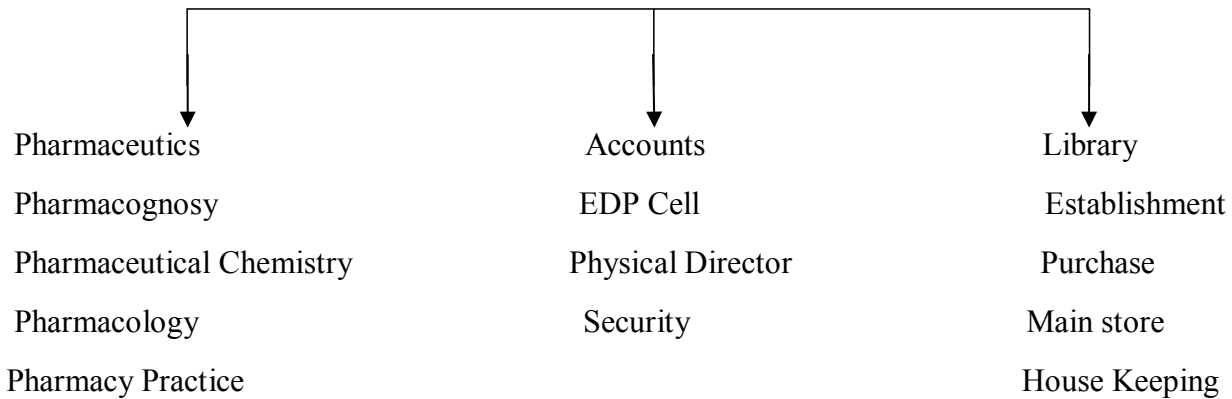 Pharmaceutics Accounts Library
Pharmacognosy EDP Cell Establishment
Pharmaceutical Chemistry Physical Director Purchase
Pharmacology Security Main store
Pharmacy Practice House Keeping